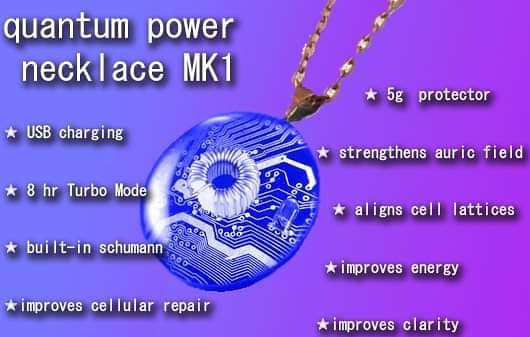 quantum power
necklace MK1
★ 5g protector
★ USB charging
★ strengthens auric field
★ 8 hr Turbo Mode
★ aligns cell lattices
★ built-in schumann
★improves energy
★improves cellular repair
★improves clarity